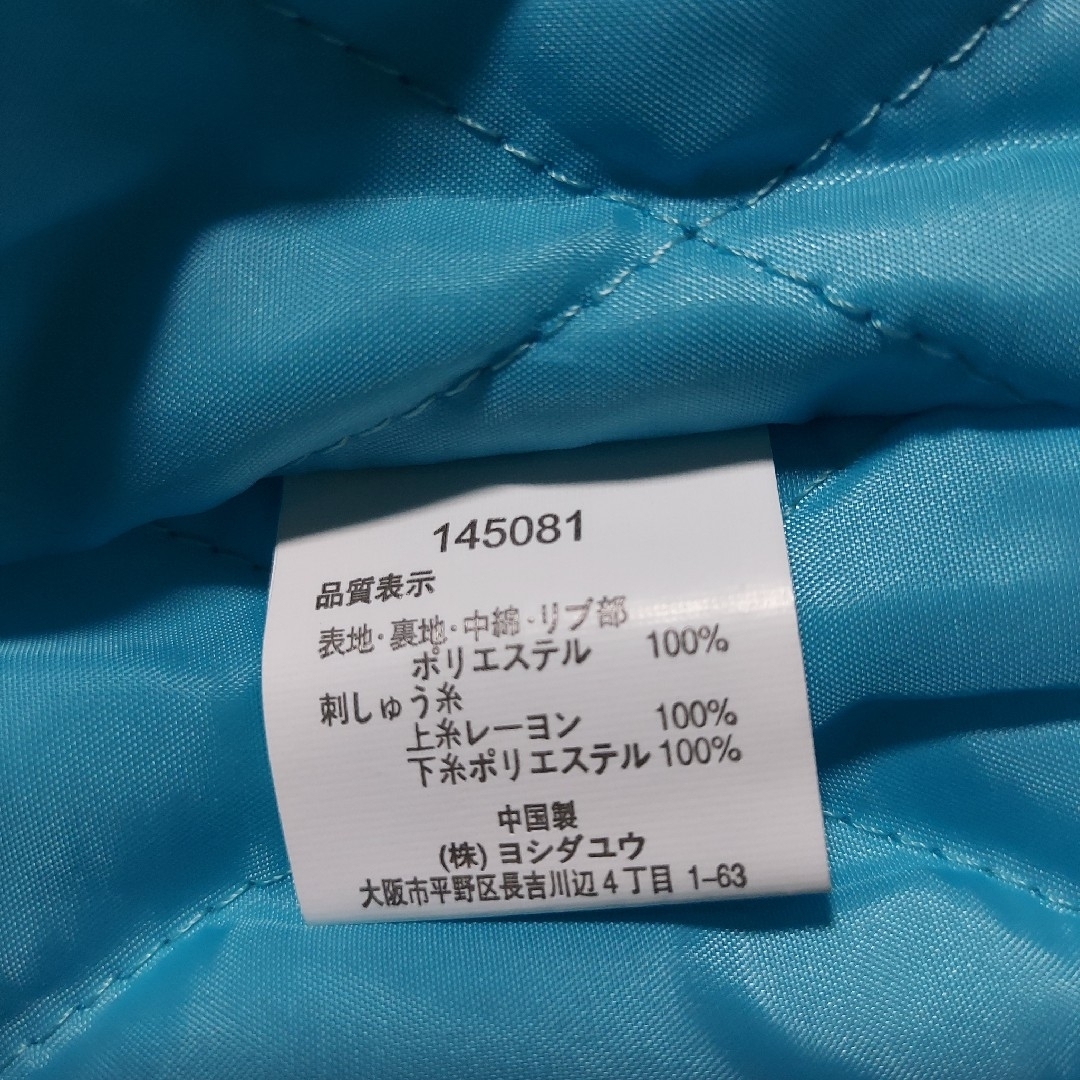 145081
品質表示
表地・裏地・中綿・リブ部
ポリエステル 100%
刺しゅう糸
上糸レーヨン 100%
下糸ポリエステル 100%
中国製
(株) ヨシダユウ
大阪市平野区長吉川辺4丁目 1-63